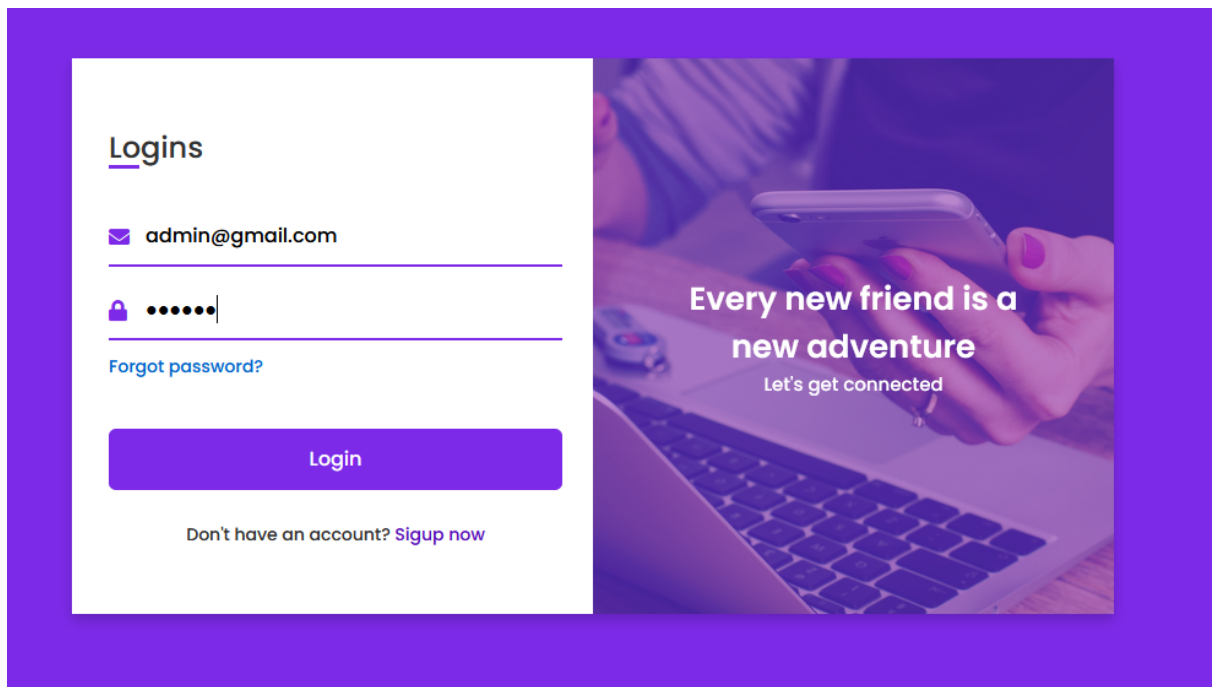 Logins
admin@gmail.com
••••••
Forgot password?
Login
Don't have an account? Sigup now
Every new friend is a
new adventure
Let's get connected